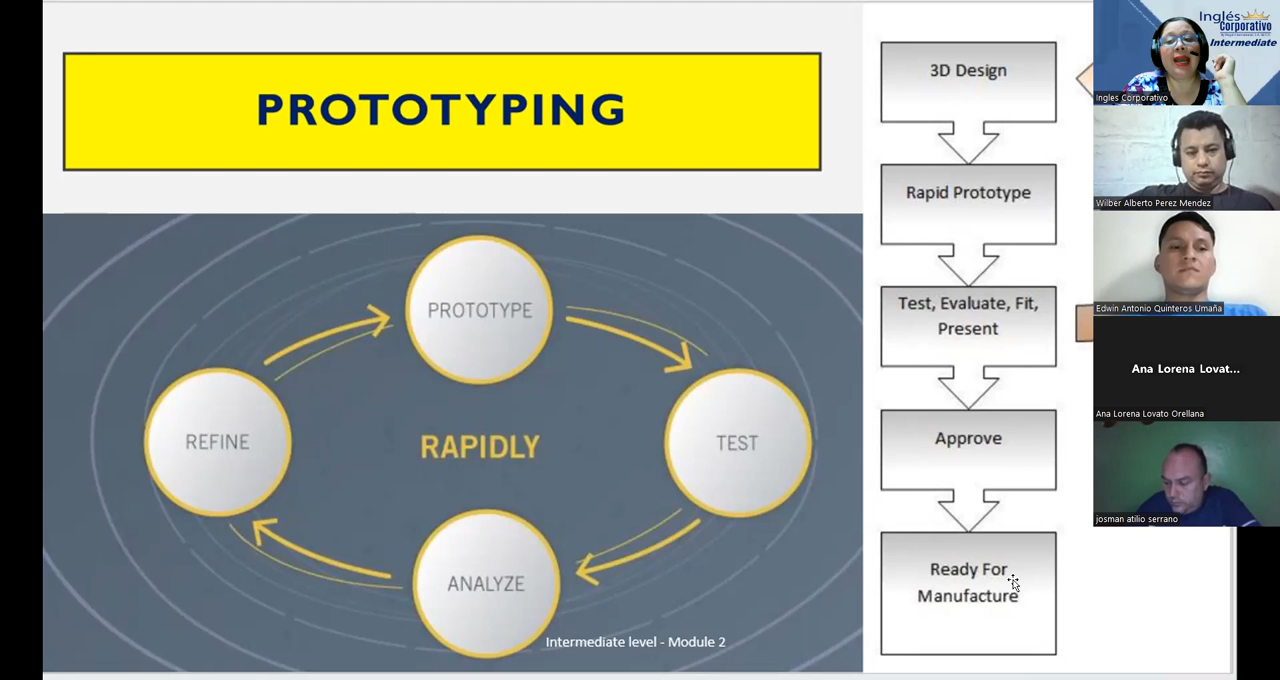 PROTOTYPING
PROTOTYPE
REFINE
RAPIDLY
TEST
ANALYZE
Intermediate level - Module 2
3D Design
Rapid Prototype
Test, Evaluate, Fit,
Present
Approve
Ready For
Manufacture
Inglés
Corporativo
Intermediate
Ingles Corporativo
Wilber Alberto Perez Mendez
Edwin Antonio Quinteros Umaña
Ana Lorena Lovat...
Ana Lorena Lovato Orellana
josman atilio serrano